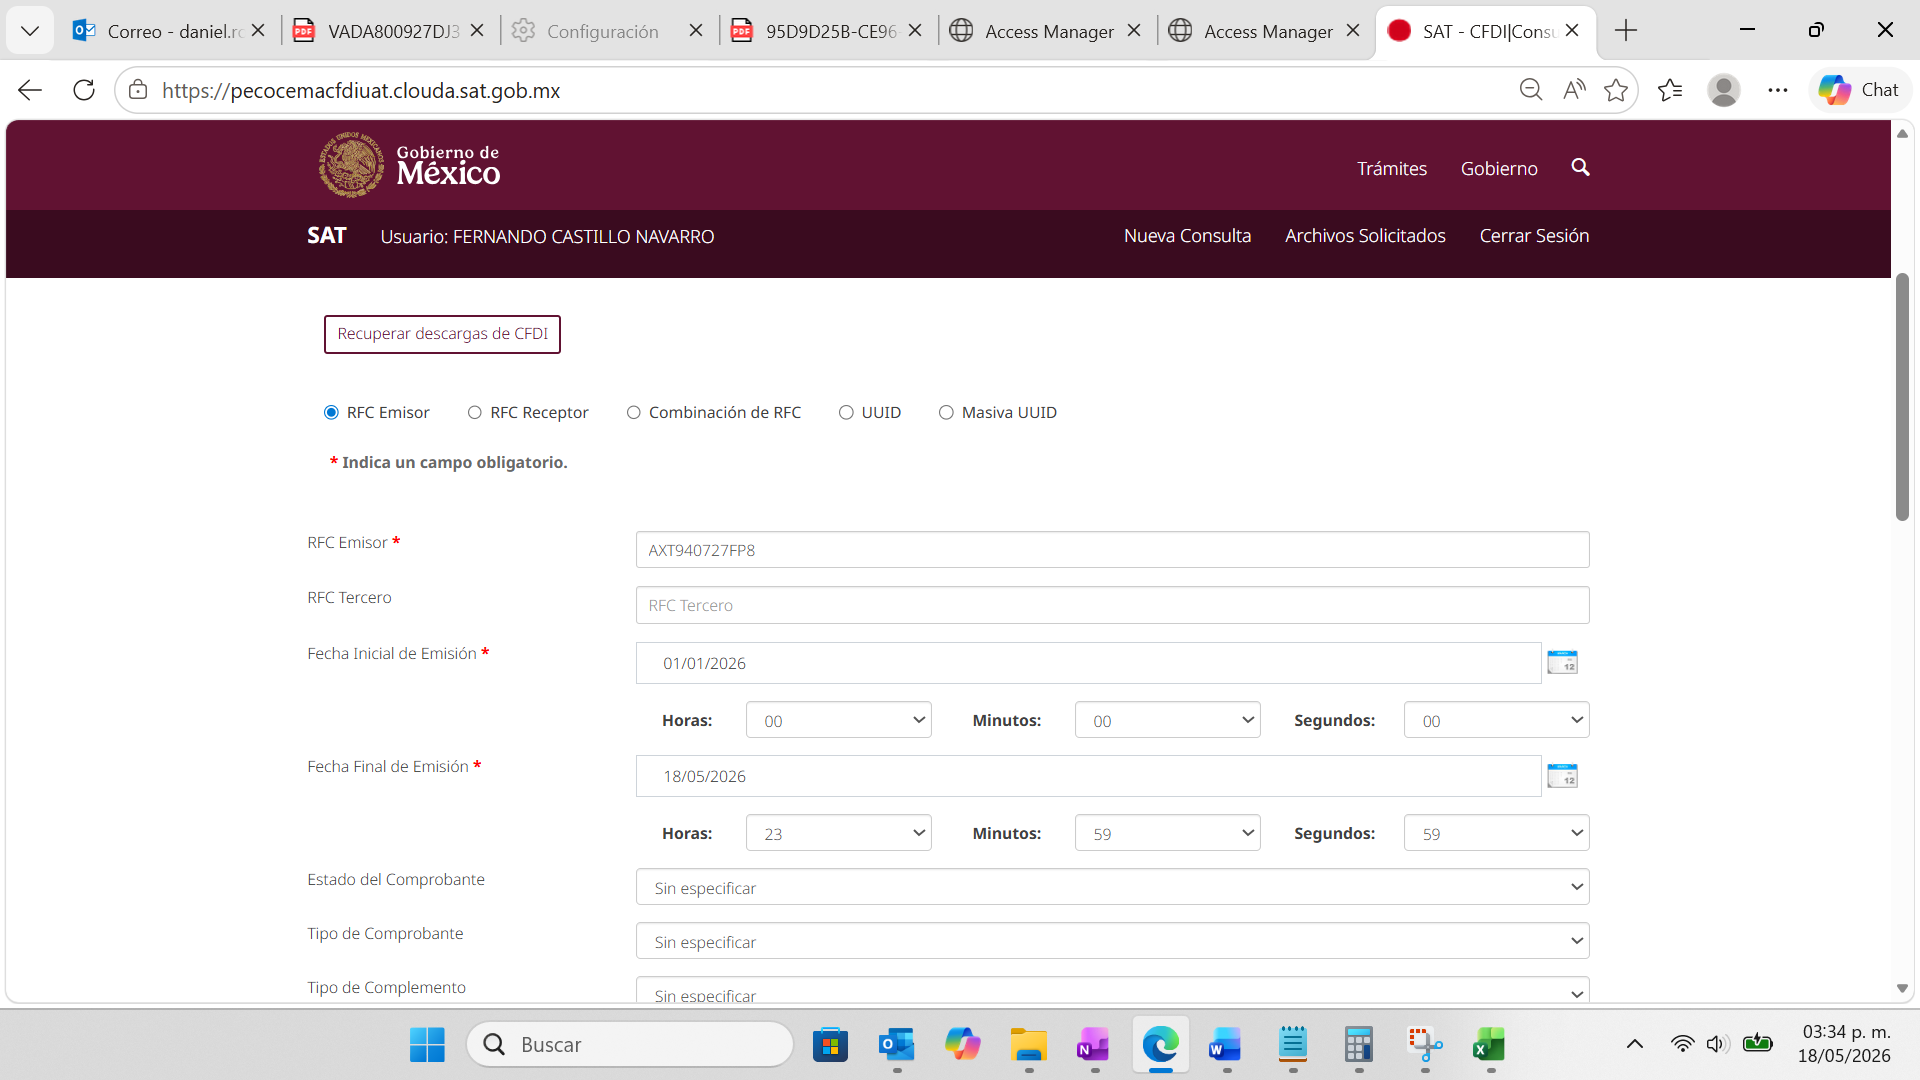 Correo - daniel.ro
VADA800927DJ3
Configuración
95D9D25B-CE96-
Access Manager
Access Manager
SAT - CFDI|Consu
https://pecocemacfdiuat.clouda.sat.gob.mx
Chat
Gobierno de
México
Trámites
Gobierno
SAT
Usuario: FERNANDO CASTILLO NAVARRO
Nueva Consulta
Archivos Solicitados
Cerrar Sesión
Recuperar descargas de CFDI
RFC Emisor
RFC Receptor
Combinación de RFC
UUID
Masiva UUID
* Indica un campo obligatorio.
RFC Emisor *
AXT940727FP8
RFC Tercero
RFC Tercero
Fecha Inicial de Emisión *
01/01/2026
Horas: 00 Minutos: 00 Segundos: 00
Fecha Final de Emisión *
18/05/2026
Horas: 23 Minutos: 59 Segundos: 59
Estado del Comprobante
Sin especificar
Tipo de Comprobante
Sin especificar
Tipo de Complemento
Sin especificar
Buscar
03:34 p. m.
18/05/2026